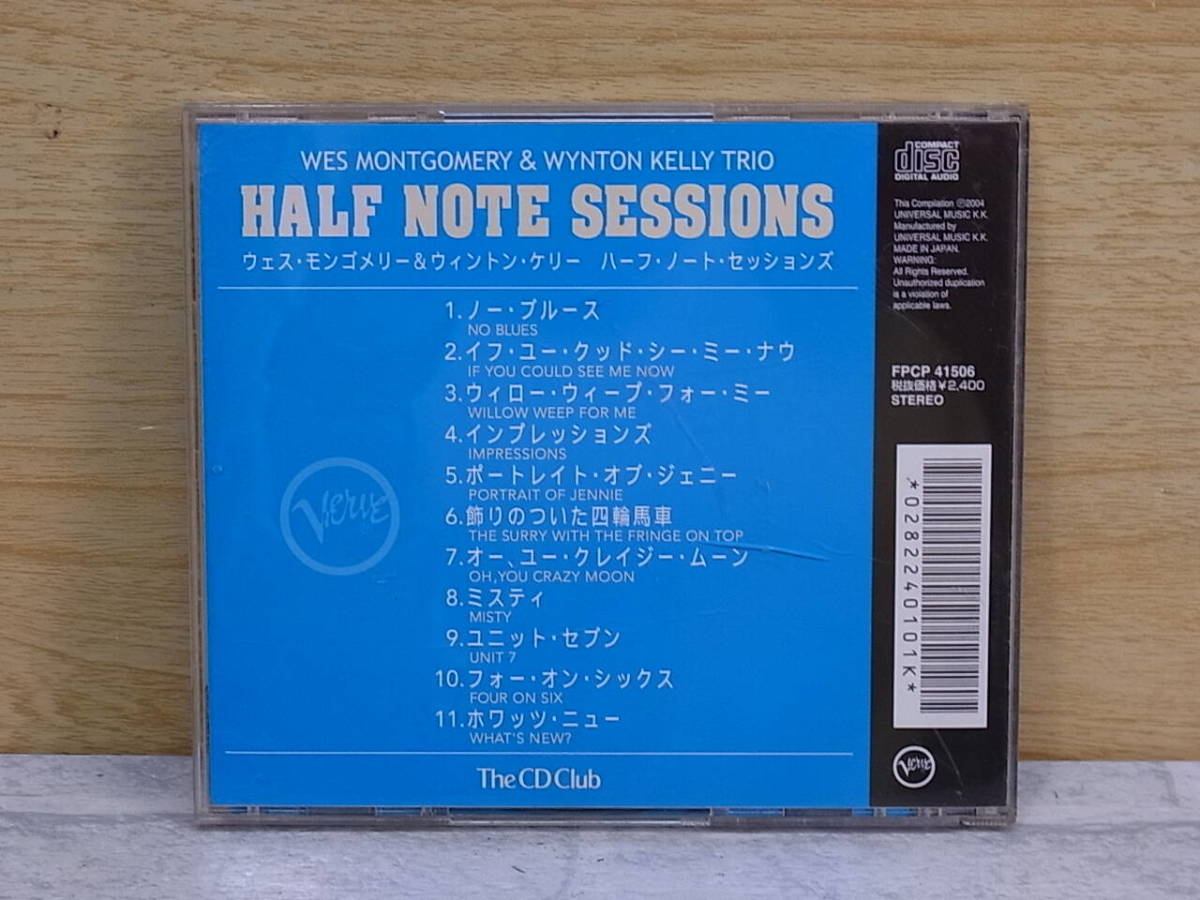 WES MONTGOMERY & WYNTON KELLY TRIO
HALF NOTE SESSIONS
ウェス・モンゴメリー&ウィントン・ケリー ハーフ・ノート・セッションズ
1.ノー・ブルース
NO BLUES
2.イフ・ユー・クッド・シー・ミー・ナウ
IF YOU COULD SEE ME NOW
3.ウィロー・ウィープ・フォー・ミー
WILLOW WEEP FOR ME
4.インプレッションズ
IMPRESSIONS
5.ポートレイト・オブ・ジェニー
PORTRAIT OF JENNIE
6.飾りのついた四輪馬車
THE SURRY WITH THE FRINGE ON TOP
7.オー、ユー・クレイジー・ムーン
OH,YOU CRAZY MOON
8.ミスティ
MISTY
9.ユニット・セブン
UNIT 7
10.フォー・オン・シックス
FOUR ON SIX
11.ホワッツ・ニュー
WHAT'S NEW?
Verve
The CD Club
COMPACT
disc
DIGITAL AUDIO
This Compilation ℗2004
UNIVERSAL MUSIC K.K.
Manufactured by
UNIVERSAL MUSIC K.K.
MADE IN JAPAN.
WARNING:
All Rights Reserved.
Unauthorized duplication
is a violation of
applicable laws.
FPCP 41506
税抜価格¥2,400
STEREO
*0282240101K*
Verve